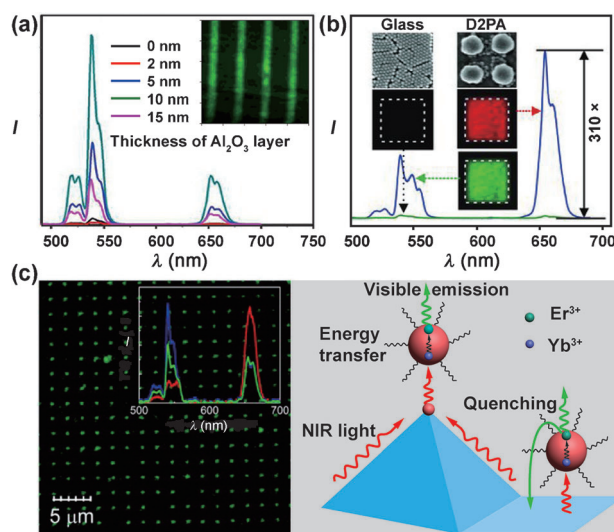 (a)
0 nm
2 nm
5 nm
10 nm
15 nm
Thickness of Al₂O₃ layer
I
500 550 600 650 700 750
λ (nm)
(b)
Glass D2PA
310 ×
I
500 550 600 650 700
λ (nm)
(c)
I
500 600 700
λ (nm)
5 μm
Visible emission
Energy
transfer
NIR light
Er³⁺
Yb³⁺
Quenching